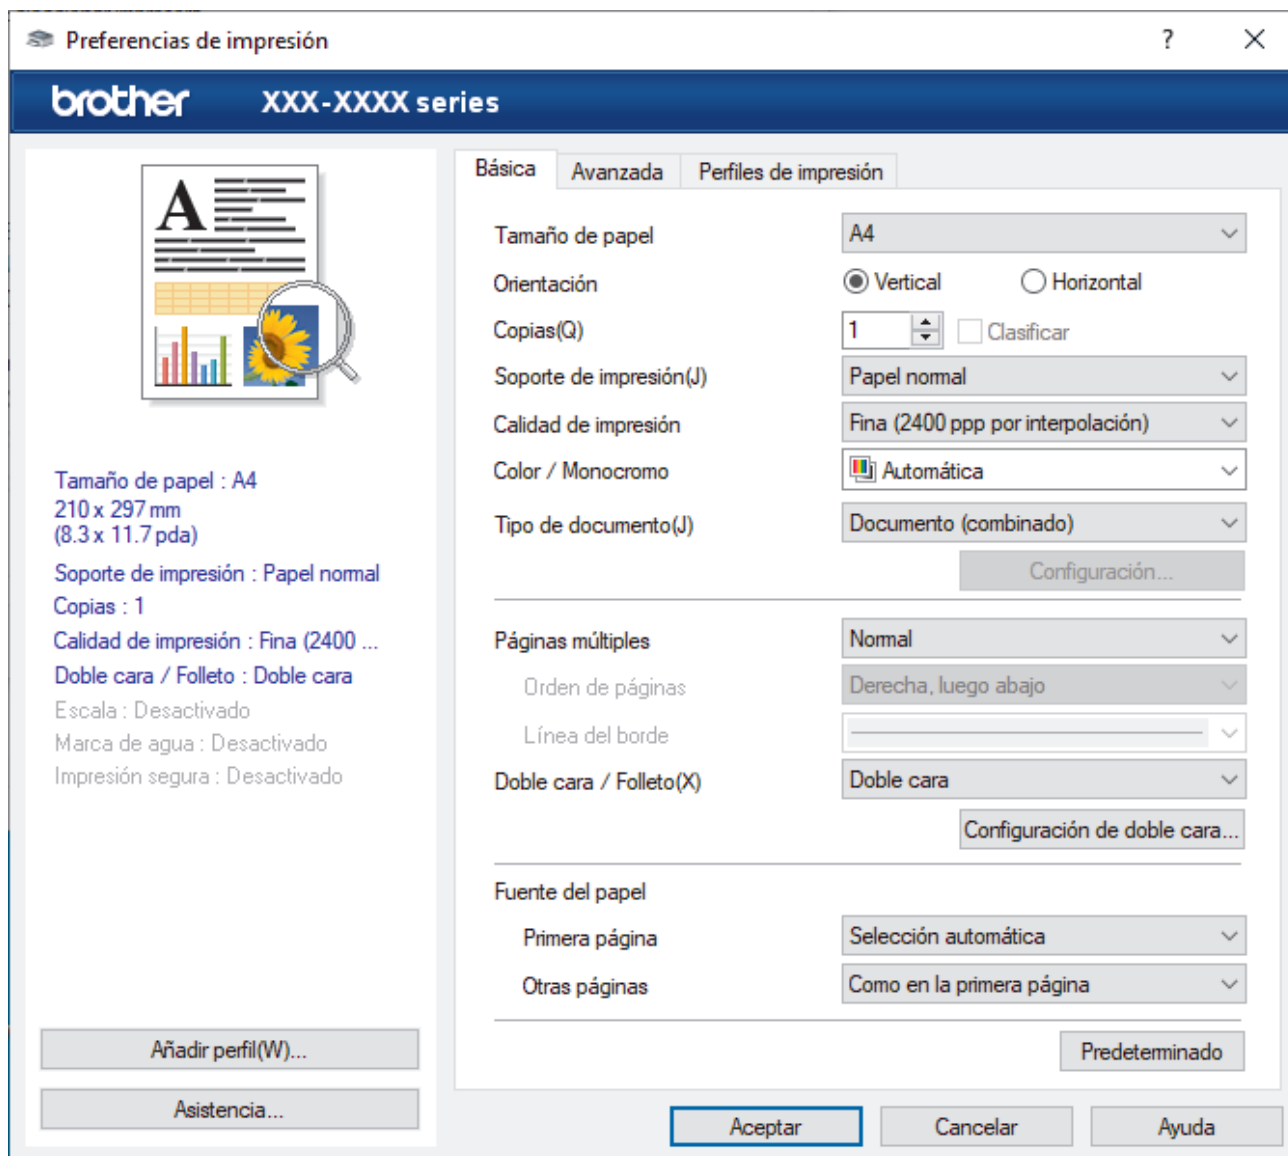 Preferencias de impresión
?
brother XXX-XXXX series
A
Tamaño de papel : A4
210 x 297 mm
(8.3 x 11.7 pda)
Soporte de impresión : Papel normal
Copias : 1
Calidad de impresión : Fina (2400 ...
Doble cara / Folleto : Doble cara
Escala : Desactivado
Marca de agua : Desactivado
Impresión segura : Desactivado
Añadir perfil(W)...
Asistencia...
Básica Avanzada Perfiles de impresión
Tamaño de papel A4
Orientación Vertical Horizontal
Copias(Q) 1 Clasificar
Soporte de impresión(J) Papel normal
Calidad de impresión Fina (2400 ppp por interpolación)
Color / Monocromo Automática
Tipo de documento(J) Documento (combinado)
Configuración...
Páginas múltiples Normal
Orden de páginas Derecha, luego abajo
Línea del borde
Doble cara / Folleto(X) Doble cara
Configuración de doble cara...
Fuente del papel
Primera página Selección automática
Otras páginas Como en la primera página
Predeterminado
Aceptar Cancelar Ayuda